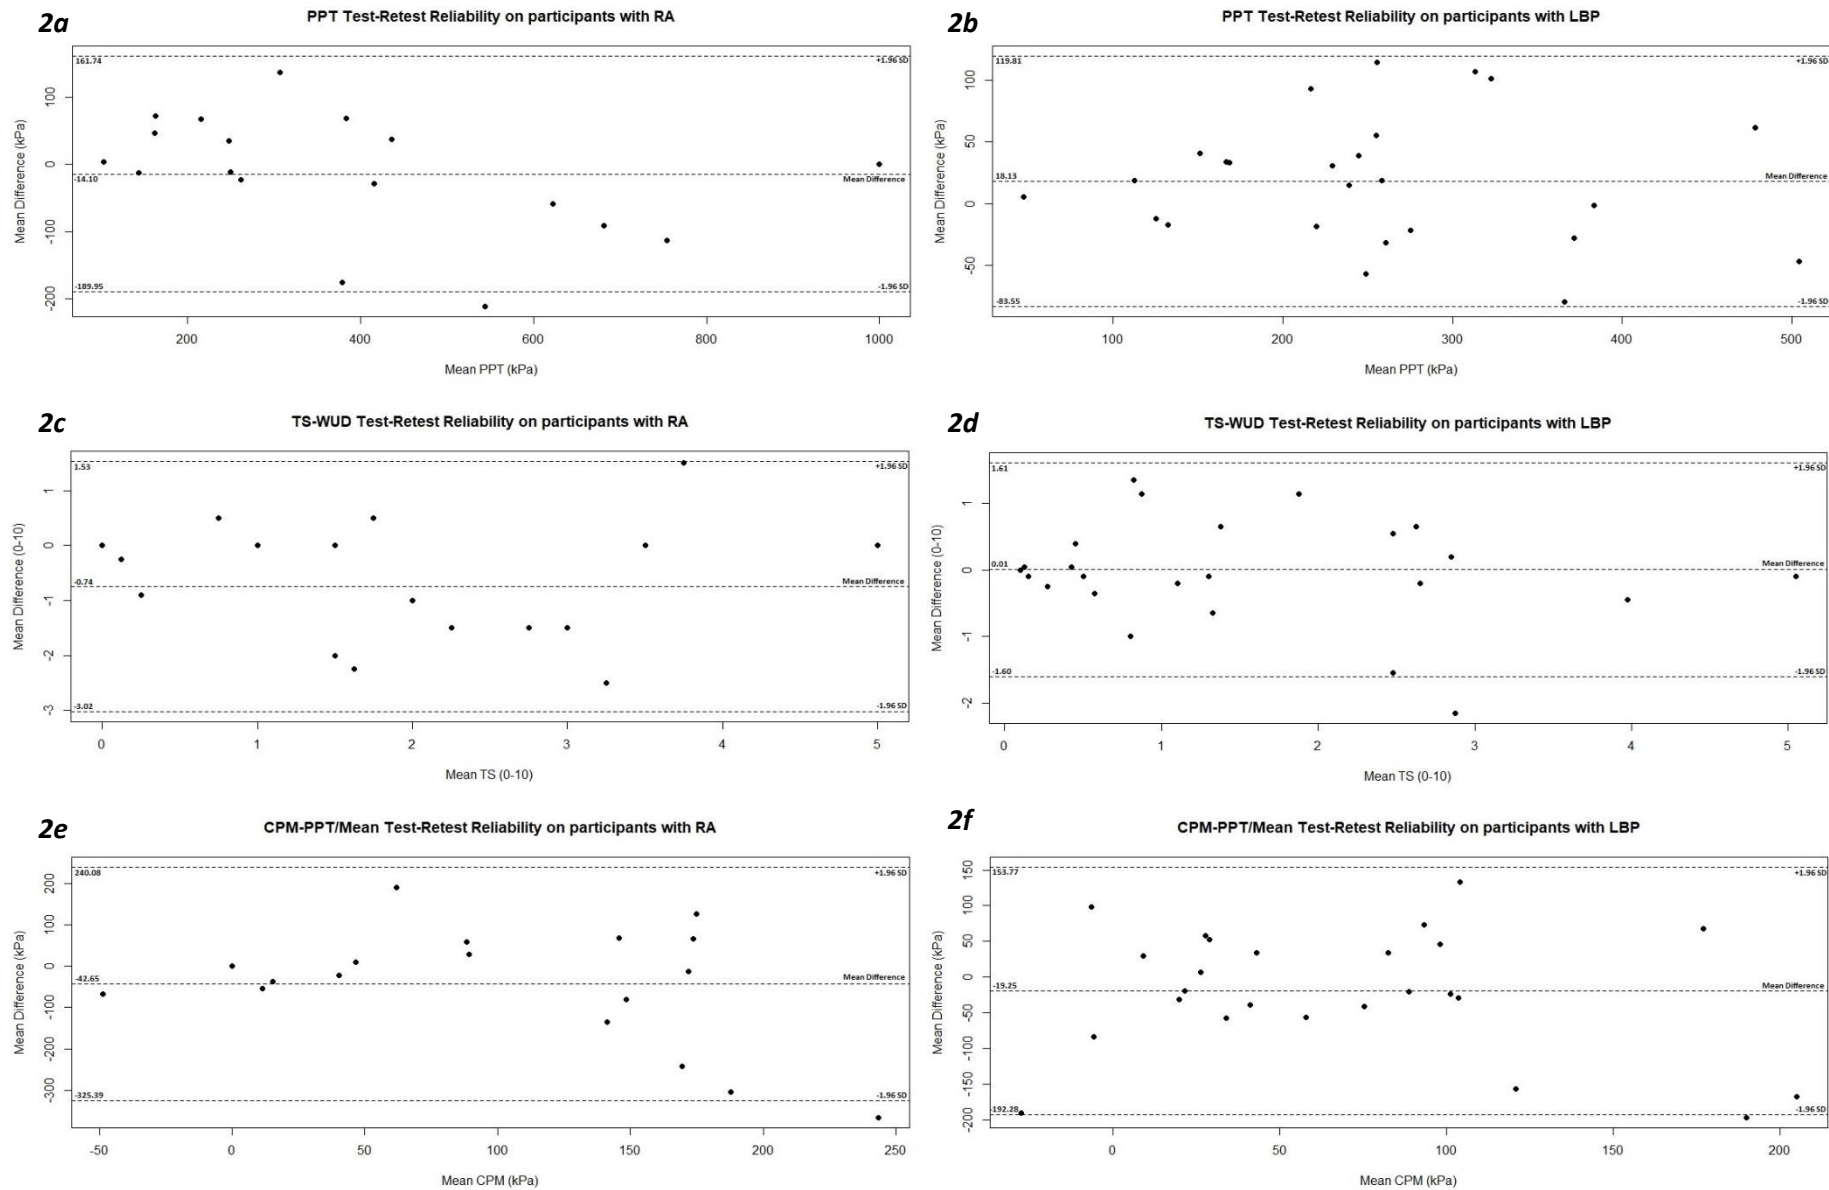 2a
PPT Test-Retest Reliability on participants with RA
161.74
+1.96 SD
100
0
-100
-200
-14.10
Mean Difference
-189.95
-1.96 SD
Mean Difference (kPa)
200 400 600 800 1000
Mean PPT (kPa)
2b
PPT Test-Retest Reliability on participants with LBP
119.81
+1.96 SD
100
50
0
-50
18.13
Mean Difference
-83.55
-1.96 SD
Mean Difference (kPa)
100 200 300 400 500
Mean PPT (kPa)
2c
TS-WUD Test-Retest Reliability on participants with RA
1.53
+1.96 SD
1
0
-1
-2
-3
-0.74
Mean Difference
-3.02
-1.96 SD
Mean Difference (0-10)
0 1 2 3 4 5
Mean TS (0-10)
2d
TS-WUD Test-Retest Reliability on participants with LBP
1.61
+1.96 SD
1
0
-1
-2
0.01
Mean Difference
-1.60
-1.96 SD
Mean Difference (0-10)
0 1 2 3 4 5
Mean TS (0-10)
2e
CPM-PPT/Mean Test-Retest Reliability on participants with RA
240.08
+1.96 SD
200
100
0
-100
-200
-300
-42.65
Mean Difference
-325.39
-1.96 SD
Mean Difference (kPa)
-50 0 50 100 150 200 250
Mean CPM (kPa)
2f
CPM-PPT/Mean Test-Retest Reliability on participants with LBP
153.77
+1.96 SD
150
100
50
0
-50
-100
-150
-200
-19.25
Mean Difference
-192.28
-1.96 SD
Mean Difference (kPa)
0 50 100 150 200
Mean CPM (kPa)